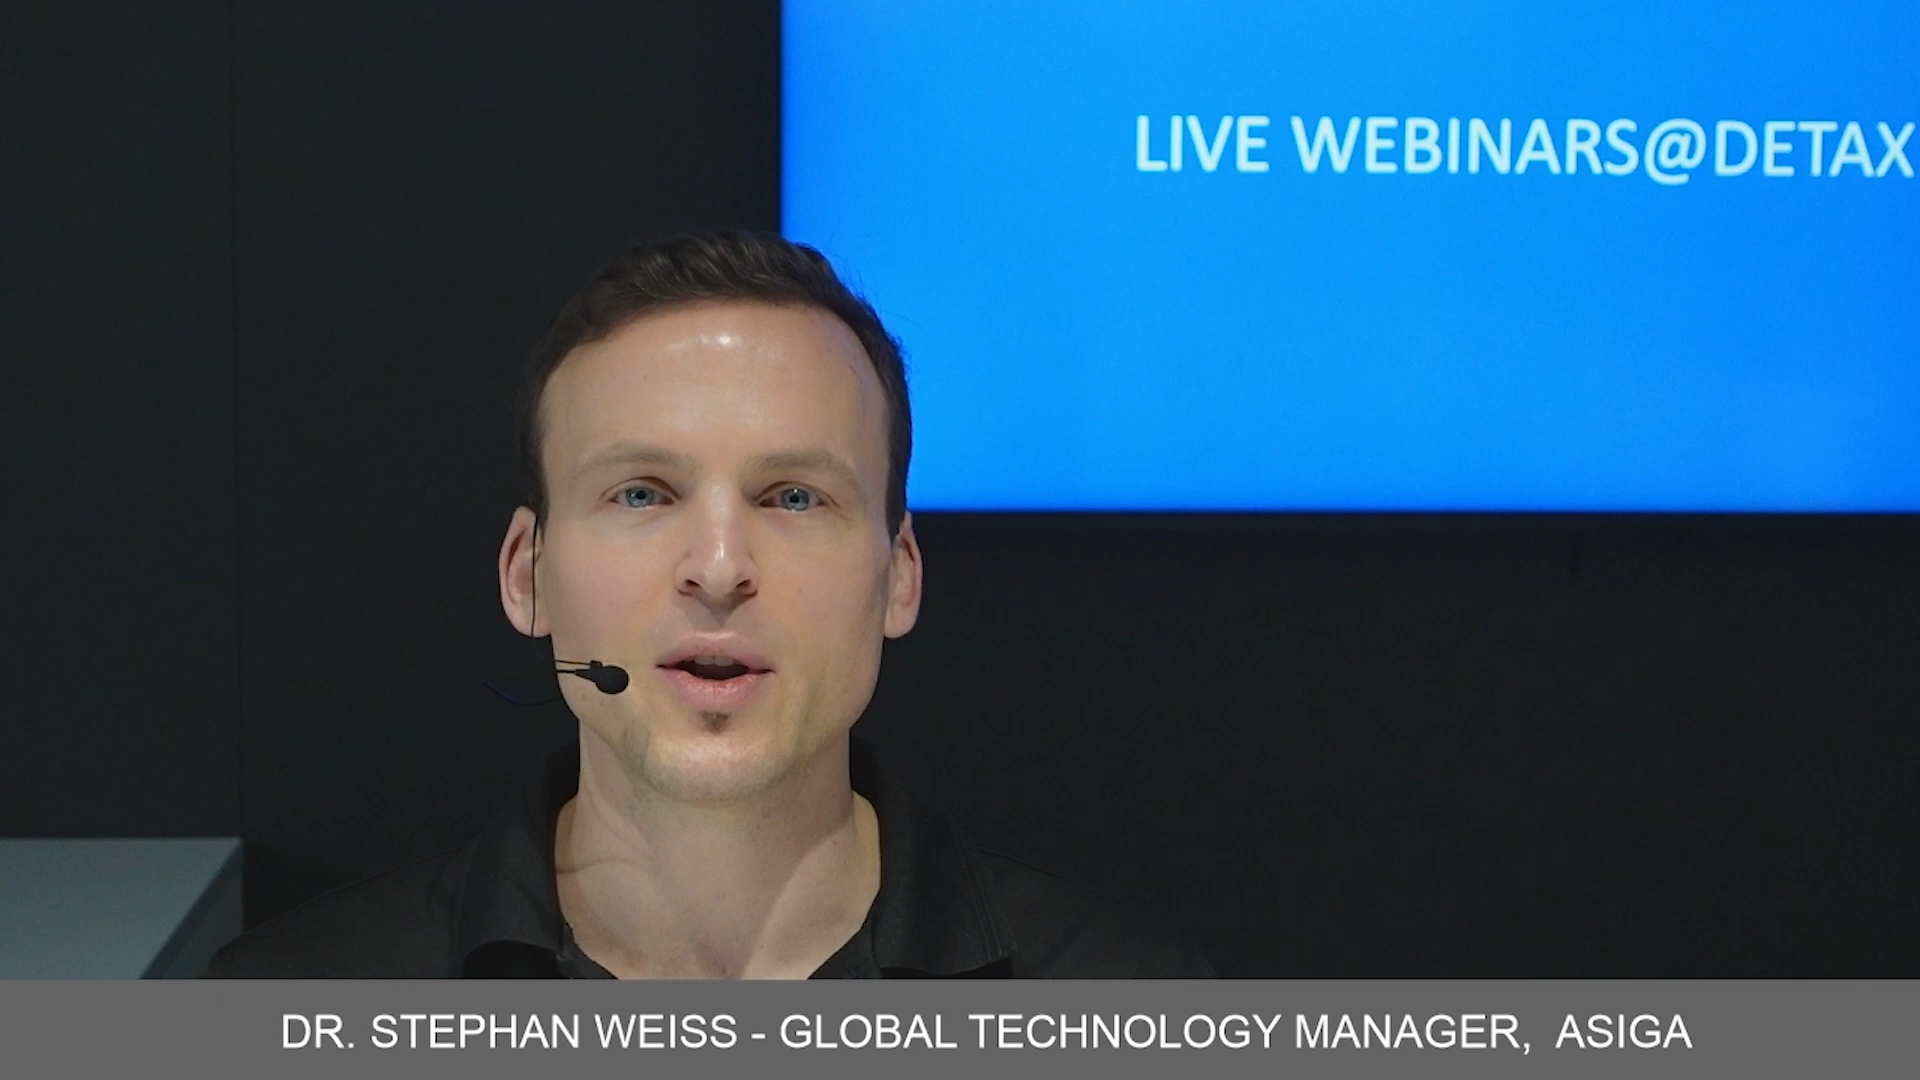 LIVE WEBINARS@DETAX
DR. STEPHAN WEISS - GLOBAL TECHNOLOGY MANAGER, ASIGA